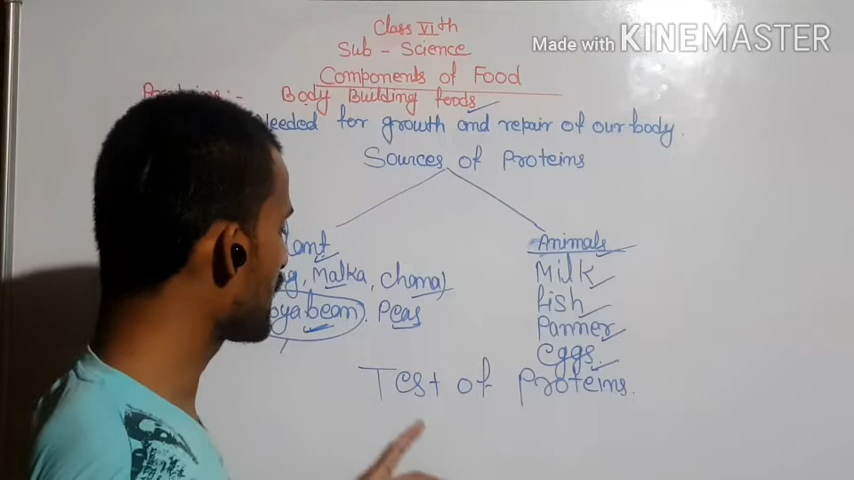 Class VIth
Made with KINEMASTER
Sub - Science
Components of Food
Proteins :- Body Building foods
Needed for growth and repair of our body.
Sources of Proteins
Animals
Malka, chana) Milk
Fish
Peas Panner
eggs
Test of Proteins.